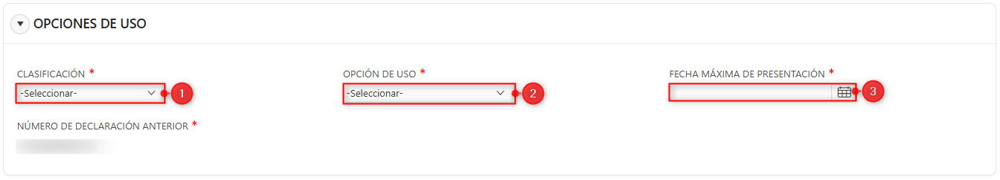 OPCIONES DE USO
CLASIFICACIÓN * OPCIÓN DE USO * FECHA MÁXIMA DE PRESENTACIÓN *
-Seleccionar- 1 -Seleccionar- 2 3
NÚMERO DE DECLARACIÓN ANTERIOR *